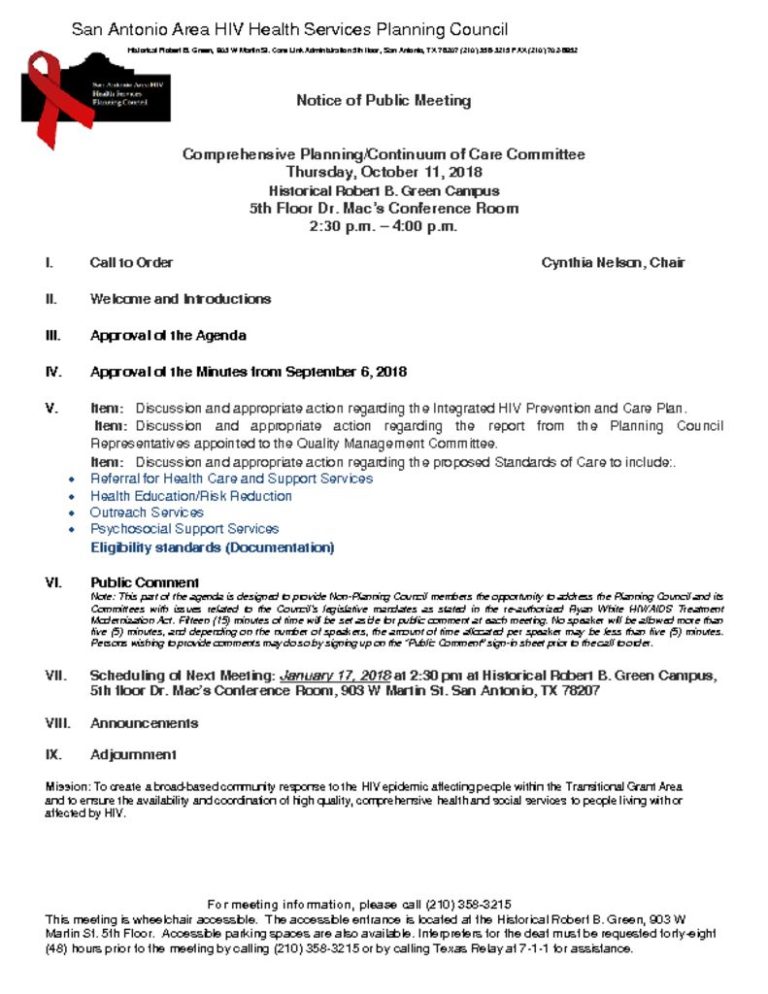 San Antonio Area HIV Health Services Planning Council
Historical Robert B. Green, 903 W Martin St. Care Link Administration 5th floor, San Antonio, TX 78207 (210) 358-3215 FAX (210) 702-6952
San Antonio Area HIV
Health Services
Planning Council
Notice of Public Meeting
Comprehensive Planning/Continuum of Care Committee
Thursday, October 11, 2018
Historical Robert B. Green Campus
5th Floor Dr. Mac's Conference Room
2:30 p.m. – 4:00 p.m.
I. Call to Order Cynthia Nelson, Chair
II. Welcome and Introductions
III. Approval of the Agenda
IV. Approval of the Minutes from September 6, 2018
V. Item: Discussion and appropriate action regarding the Integrated HIV Prevention and Care Plan.
Item: Discussion and appropriate action regarding the report from the Planning Council
Representatives appointed to the Quality Management Committee.
Item: Discussion and appropriate action regarding the proposed Standards of Care to include:.
• Referral for Health Care and Support Services
• Health Education/Risk Reduction
• Outreach Services
• Psychosocial Support Services
Eligibility standards (Documentation)
VI. Public Comment
Note: This part of the agenda is designed to provide Non-Planning Council members the opportunity to address the Planning Council and its
Committees with issues related to the Council's legislative mandates as stated in the re-authorized Ryan White HIV/AIDS Treatment
Modernization Act. Fifteen (15) minutes of time will be set aside for public comment at each meeting. No speaker will be allowed more than
five (5) minutes, and depending on the number of speakers, the amount of time allocated per speaker may be less than five (5) minutes.
Persons wishing to provide comments may do so by signing up on the "Public Comment" sign-in sheet prior to the call to order.
VII. Scheduling of Next Meeting: January 17, 2018 at 2:30 pm at Historical Robert B. Green Campus,
5th floor Dr. Mac's Conference Room, 903 W Martin St. San Antonio, TX 78207
VIII. Announcements
IX. Adjournment
Mission: To create a broad-based community response to the HIV epidemic affecting people within the Transitional Grant Area
and to ensure the availability and coordination of high quality, comprehensive health and social services to people living with or
affected by HIV.
For meeting information, please call (210) 358-3215
This meeting is wheelchair accessible. The accessible entrance is located at the Historical Robert B. Green, 903 W
Martin St. 5th Floor. Accessible parking spaces are also available. Interpreters for the deaf must be requested forty-eight
(48) hours prior to the meeting by calling (210) 358-3215 or by calling Texas Relay at 7-1-1 for assistance.